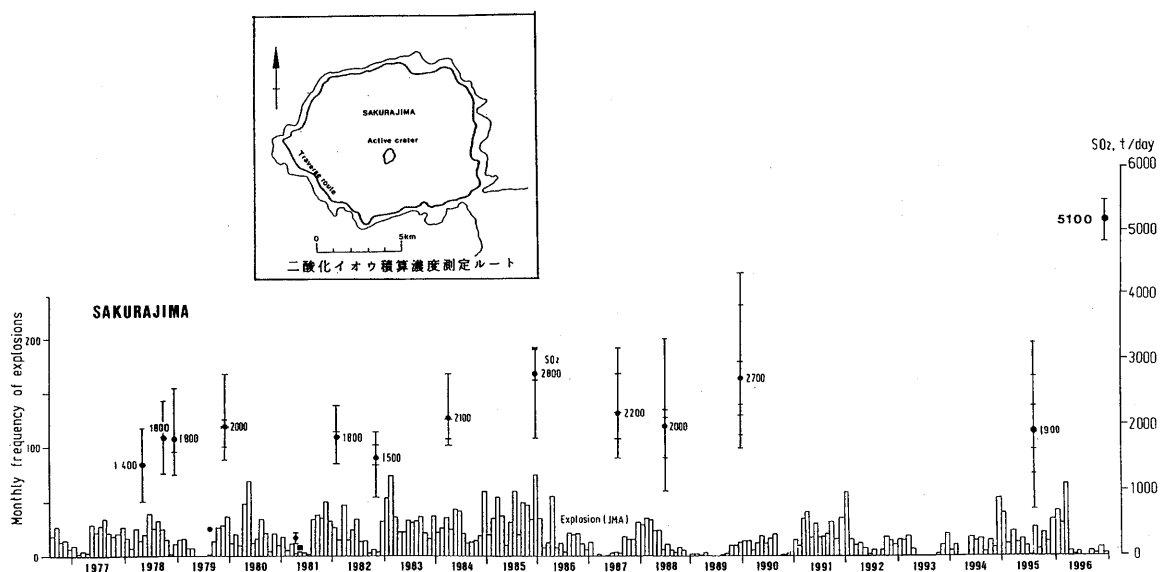 SAKURAJIMA
Active crater
Traverse route
0 5km
二酸化イオウ積算濃度測定ルート
SO2, t/day
6000
5000
4000
3000
2000
1000
0
5100
SAKURAJIMA
Monthly frequency of explosions
200
100
0
1400
1800
1800
2000
1800
1500
2100
SO2
2800
2200
2000
2700
1900
Explosion (JMA)
1977 1978 1979 1980 1981 1982 1983 1984 1985 1986 1987 1988 1989 1990 1991 1992 1993 1994 1995 1996